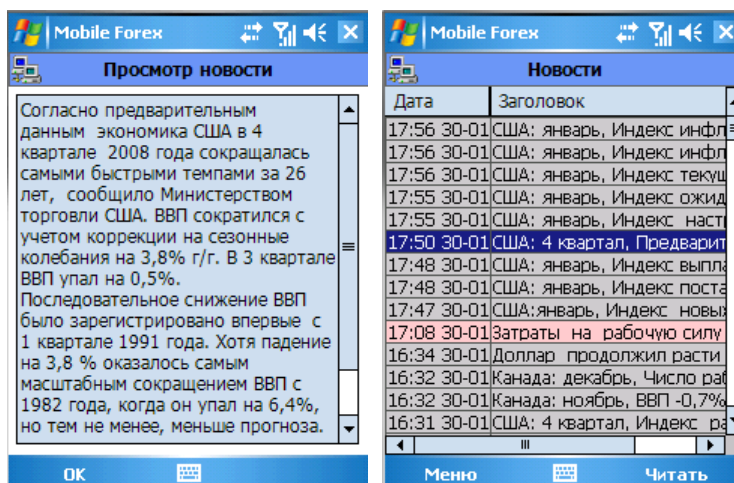 Mobile Forex
Просмотр новости
Согласно предварительным
данным экономика США в 4
квартале 2008 года сокращалась
самыми быстрыми темпами за 26
лет, сообщило Министерством
торговли США. ВВП сократился с
учетом коррекции на сезонные
колебания на 3,8% г/г. В 3 квартале
ВВП упал на 0,5%.
Последовательное снижение ВВП
было зарегистрировано впервые с
1 квартале 1991 года. Хотя падение
на 3,8 % оказалось самым
масштабным сокращением ВВП с
1982 года, когда он упал на 6,4%,
но тем не менее, меньше прогноза.
ОК
Mobile Forex
Новости
Дата Заголовок
17:56 30-01 США: январь, Индекс инфл
17:56 30-01 США: январь, Индекс инфл
17:56 30-01 США: январь, Индекс текущ
17:55 30-01 США: январь, Индекс ожид
17:55 30-01 США: январь, Индекс настр
17:50 30-01 США: 4 квартал, Предварит
17:48 30-01 США: январь, Индекс выпла
17:48 30-01 США: январь, Индекс поста
17:47 30-01 США:январь, Индекс новых
17:08 30-01 Затраты на рабочую силу
16:34 30-01 Доллар продолжил расти
16:32 30-01 Канада: декабрь, Число раб
16:32 30-01 Канада: ноябрь, ВВП -0,7%
16:31 30-01 США: 4 квартал, Индекс ра
Меню Читать